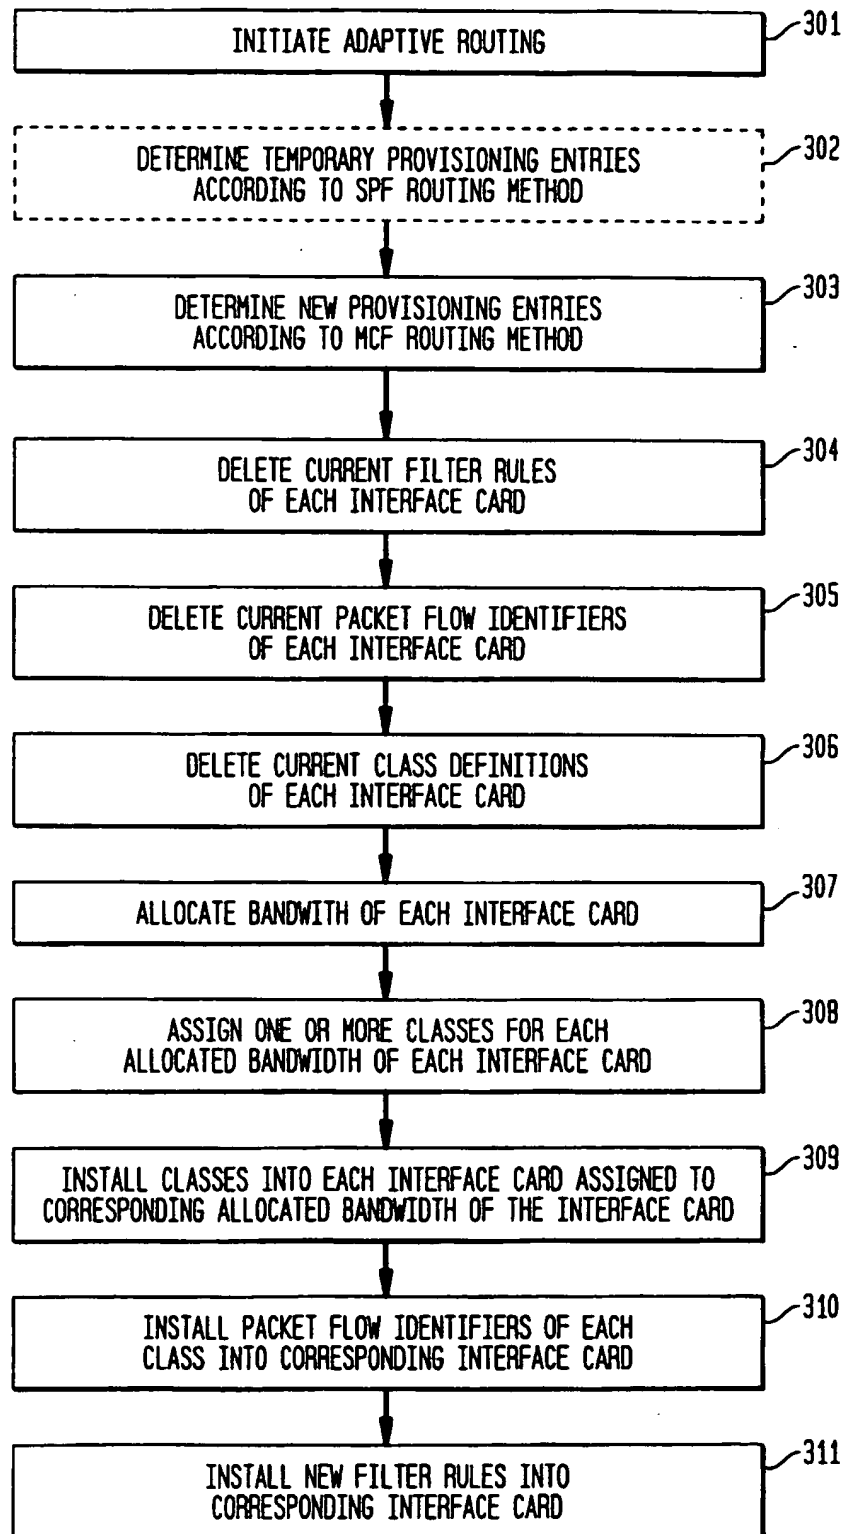 INITIATE ADAPTIVE ROUTING
301
DETERMINE TEMPORARY PROVISIONING ENTRIES
ACCORDING TO SPF ROUTING METHOD
302
DETERMINE NEW PROVISIONING ENTRIES
ACCORDING TO MCF ROUTING METHOD
303
DELETE CURRENT FILTER RULES
OF EACH INTERFACE CARD
304
DELETE CURRENT PACKET FLOW IDENTIFIERS
OF EACH INTERFACE CARD
305
DELETE CURRENT CLASS DEFINITIONS
OF EACH INTERFACE CARD
306
ALLOCATE BANDWITH OF EACH INTERFACE CARD
307
ASSIGN ONE OR MORE CLASSES FOR EACH
ALLOCATED BANDWIDTH OF EACH INTERFACE CARD
308
INSTALL CLASSES INTO EACH INTERFACE CARD ASSIGNED TO
CORRESPONDING ALLOCATED BANDWIDTH OF THE INTERFACE CARD
309
INSTALL PACKET FLOW IDENTIFIERS OF EACH
CLASS INTO CORRESPONDING INTERFACE CARD
310
INSTALL NEW FILTER RULES INTO
CORRESPONDING INTERFACE CARD
311